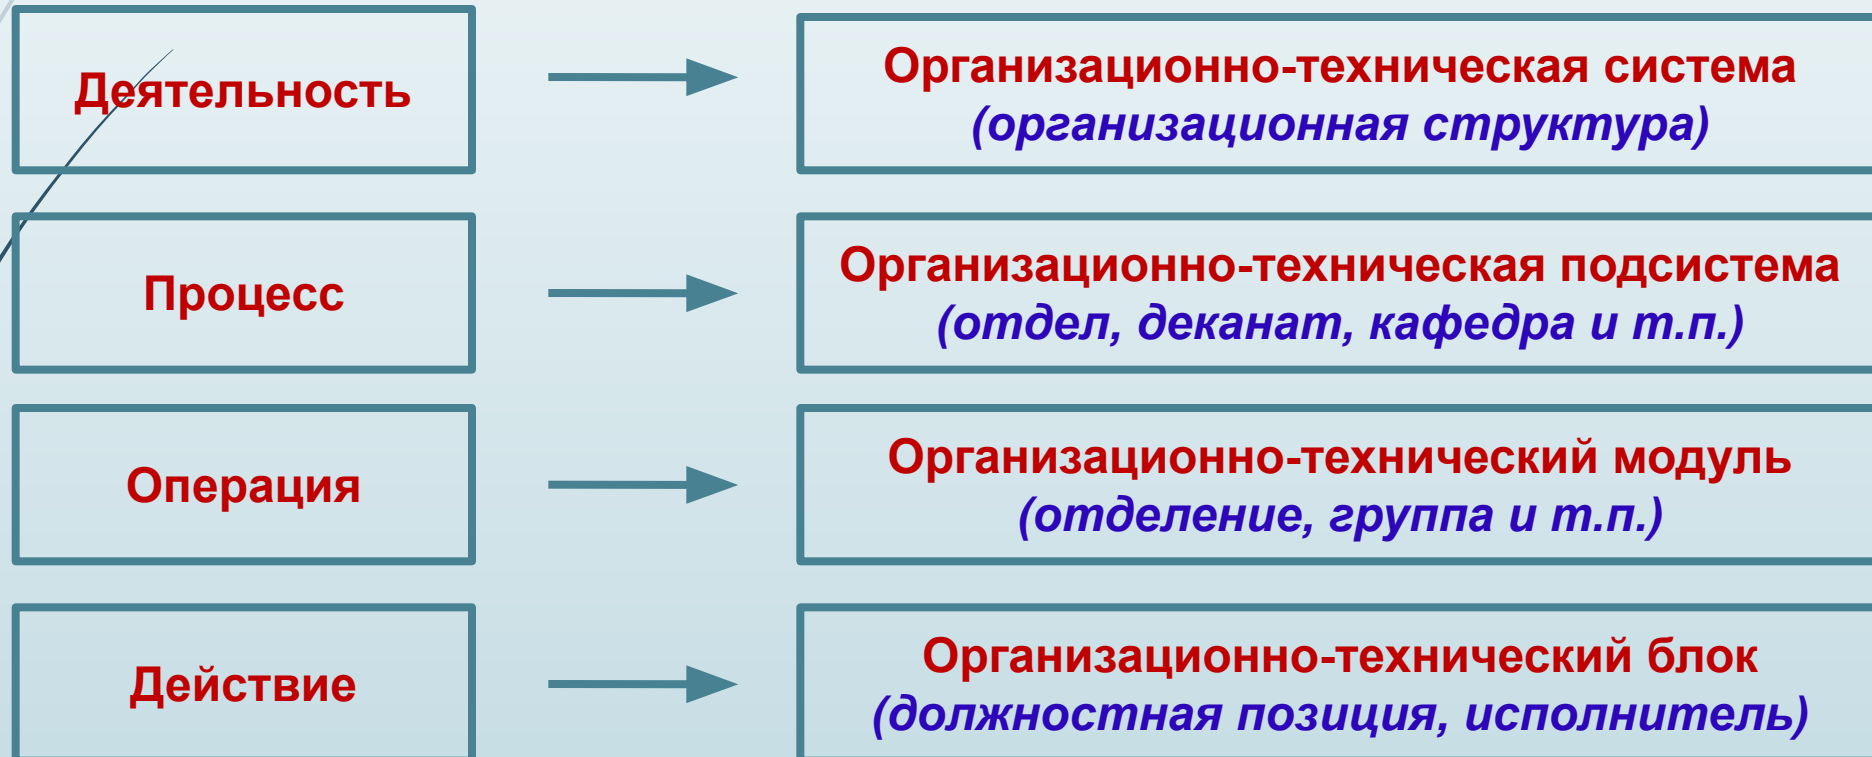 Деятельность
Организационно-техническая система
(организационная структура)
Процесс
Организационно-техническая подсистема
(отдел, деканат, кафедра и т.п.)
Операция
Организационно-технический модуль
(отделение, группа и т.п.)
Действие
Организационно-технический блок
(должностная позиция, исполнитель)